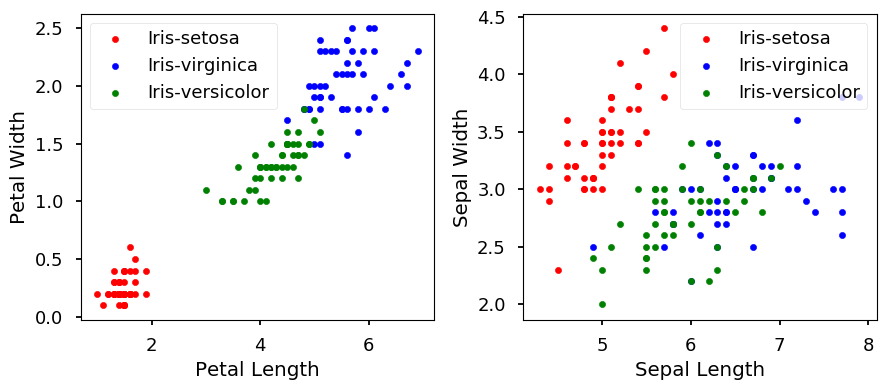 Iris-setosa
Iris-virginica
Iris-versicolor
2.5
2.0
1.5
1.0
0.5
0.0
Petal Width
2 4 6
Petal Length
Iris-setosa
Iris-virginica
Iris-versicolor
4.5
4.0
3.5
3.0
2.5
2.0
Sepal Width
5 6 7 8
Sepal Length